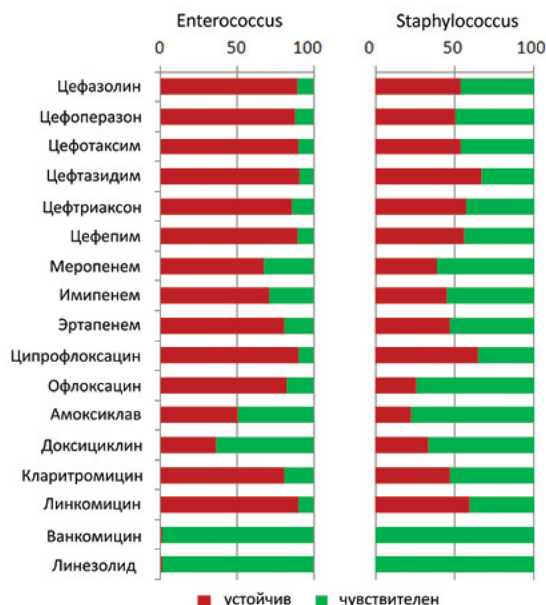 Enterococcus Staphylococcus
0 50 100 0 50 100
Цефазолин
Цефоперазон
Цефотаксим
Цефтазидим
Цефтриаксон
Цефепим
Меропенем
Имипенем
Эртапенем
Ципрофлоксацин
Офлоксацин
Амоксиклав
Доксициклин
Кларитромицин
Линкомицин
Ванкомицин
Линезолид
устойчив чувствителен